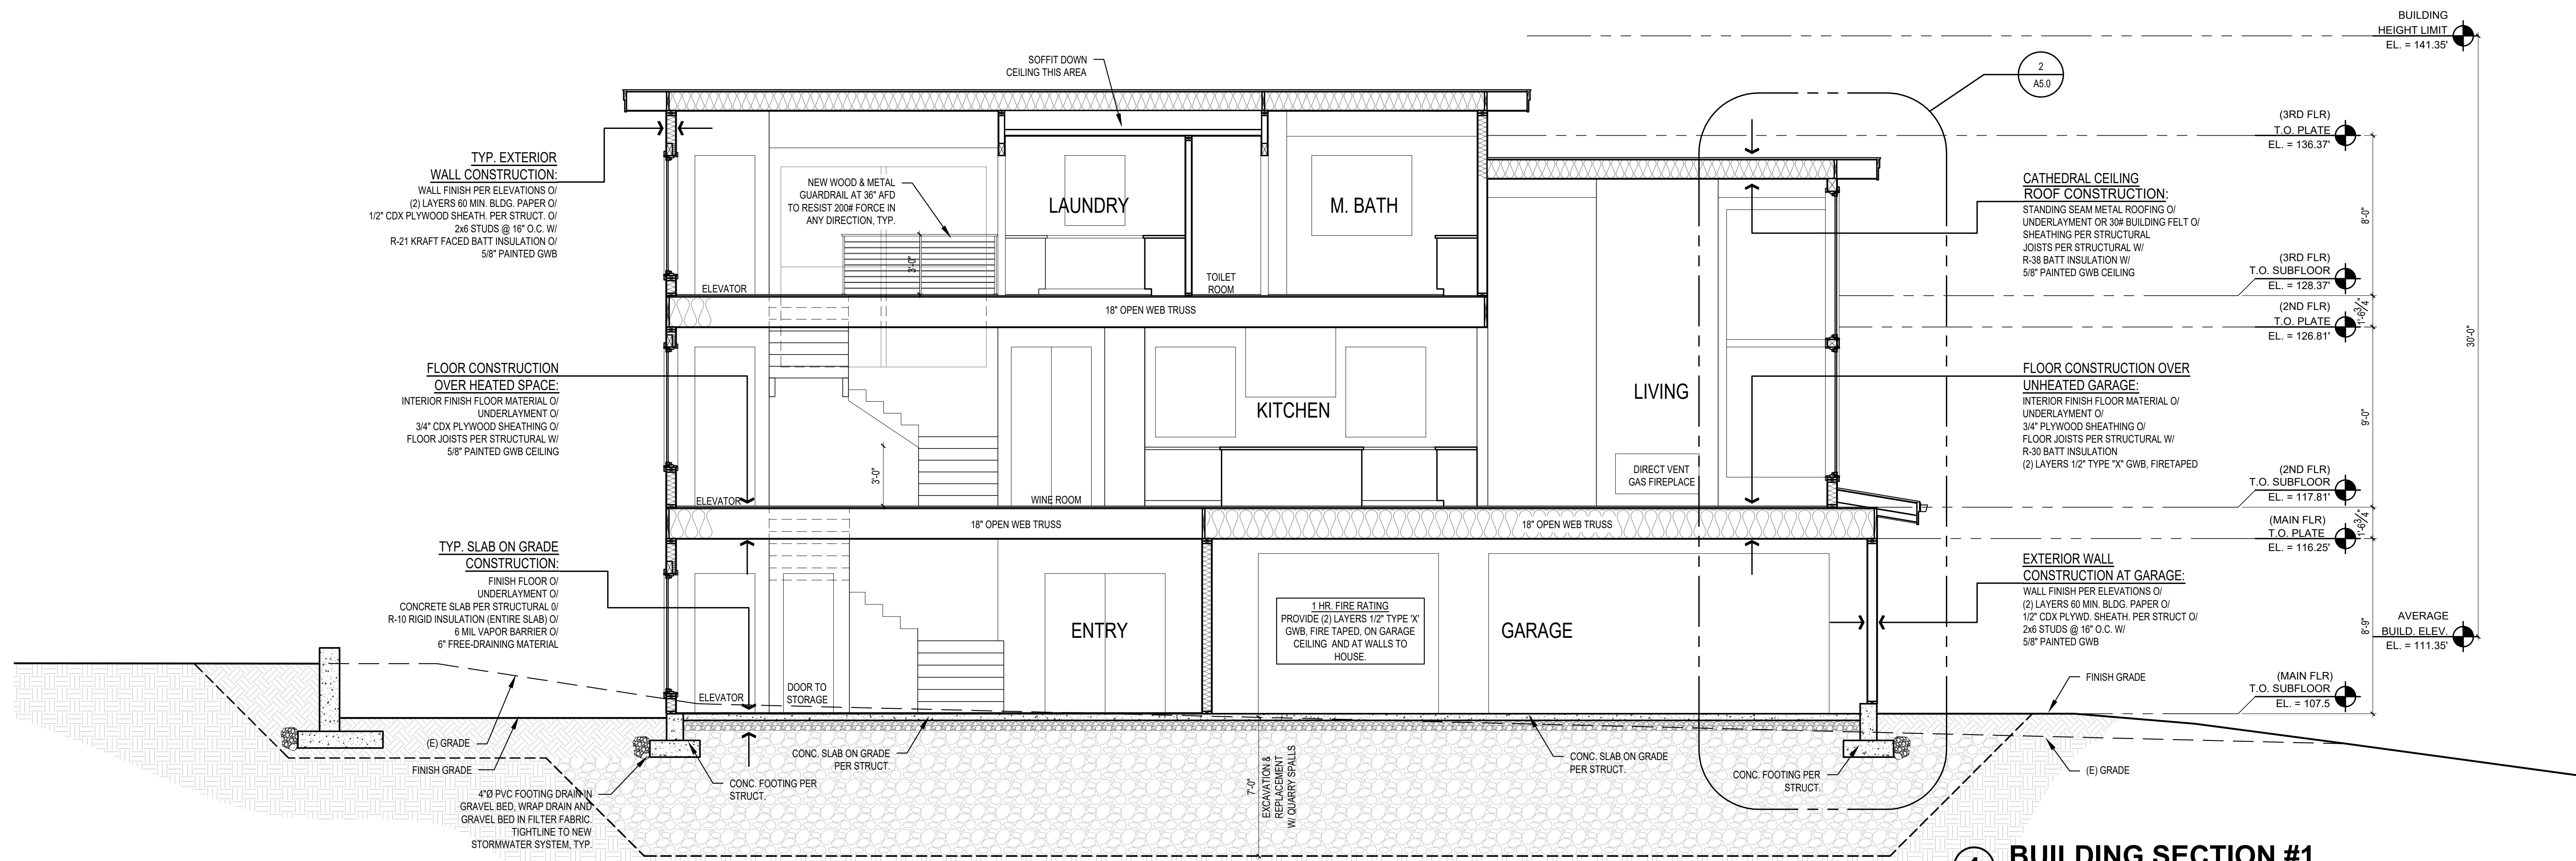 BUILDING
HEIGHT LIMIT
EL. = 141.35'
SOFFIT DOWN
CEILING THIS AREA
2
A5.0
(3RD FLR)
T.O. PLATE
EL. = 136.37'
TYP. EXTERIOR
WALL CONSTRUCTION:
WALL FINISH PER ELEVATIONS O/
(2) LAYERS 60 MIN. BLDG. PAPER O/
1/2" CDX PLYWOOD SHEATH. PER STRUCT. O/
2x6 STUDS @ 16" O.C. W/
R-21 KRAFT FACED BATT INSULATION O/
5/8" PAINTED GWB
NEW WOOD & METAL
GUARDRAIL AT 36" AFD
TO RESIST 200# FORCE IN
ANY DIRECTION, TYP.
LAUNDRY
M. BATH
CATHEDRAL CEILING
ROOF CONSTRUCTION:
STANDING SEAM METAL ROOFING O/
UNDERLAYMENT OR 30# BUILDING FELT O/
SHEATHING PER STRUCTURAL
JOISTS PER STRUCTURAL W/
R-38 BATT INSULATION W/
5/8" PAINTED GWB CEILING
8'-0"
3'-0"
ELEVATOR
TOILET
ROOM
(3RD FLR)
T.O. SUBFLOOR
EL. = 128.37'
18" OPEN WEB TRUSS
1'-6 3/4"
(2ND FLR)
T.O. PLATE
EL. = 126.81'
30'-0"
FLOOR CONSTRUCTION
OVER HEATED SPACE:
INTERIOR FINISH FLOOR MATERIAL O/
UNDERLAYMENT O/
3/4" CDX PLYWOOD SHEATHING O/
FLOOR JOISTS PER STRUCTURAL W/
5/8" PAINTED GWB CEILING
KITCHEN
LIVING
FLOOR CONSTRUCTION OVER
UNHEATED GARAGE:
INTERIOR FINISH FLOOR MATERIAL O/
UNDERLAYMENT O/
3/4" PLYWOOD SHEATHING O/
FLOOR JOISTS PER STRUCTURAL W/
R-30 BATT INSULATION
(2) LAYERS 1/2" TYPE "X" GWB, FIRETAPED
9'-0"
3'-0"
DIRECT VENT
GAS FIREPLACE
ELEVATOR
WINE ROOM
(2ND FLR)
T.O. SUBFLOOR
EL. = 117.81'
18" OPEN WEB TRUSS
18" OPEN WEB TRUSS
1'-6 3/4"
(MAIN FLR)
T.O. PLATE
EL. = 116.25'
TYP. SLAB ON GRADE
CONSTRUCTION:
FINISH FLOOR O/
UNDERLAYMENT O/
CONCRETE SLAB PER STRUCTURAL 0/
R-10 RIGID INSULATION (ENTIRE SLAB) O/
6 MIL VAPOR BARRIER O/
6" FREE-DRAINING MATERIAL
ENTRY
1 HR. FIRE RATING
PROVIDE (2) LAYERS 1/2" TYPE 'X'
GWB, FIRE TAPED, ON GARAGE
CEILING AND AT WALLS TO
HOUSE.
GARAGE
EXTERIOR WALL
CONSTRUCTION AT GARAGE:
WALL FINISH PER ELEVATIONS O/
(2) LAYERS 60 MIN. BLDG. PAPER O/
1/2" CDX PLYWD. SHEATH. PER STRUCT O/
2x6 STUDS @ 16" O.C. W/
5/8" PAINTED GWB
8'-9"
AVERAGE
BUILD. ELEV.
EL. = 111.35'
ELEVATOR
DOOR TO
STORAGE
FINISH GRADE
(MAIN FLR)
T.O. SUBFLOOR
EL. = 107.5
(E) GRADE
FINISH GRADE
CONC. SLAB ON GRADE
PER STRUCT.
CONC. SLAB ON GRADE
PER STRUCT.
(E) GRADE
CONC. FOOTING PER
STRUCT.
CONC. FOOTING PER
STRUCT.
7'-0"
EXCAVATION &
REPLACEMENT
W/ QUARRY SPALLS
4"Ø PVC FOOTING DRAIN IN
GRAVEL BED, WRAP DRAIN AND
GRAVEL BED IN FILTER FABRIC.
TIGHTLINE TO NEW
STORMWATER SYSTEM, TYP.
1
BUILDING SECTION #1